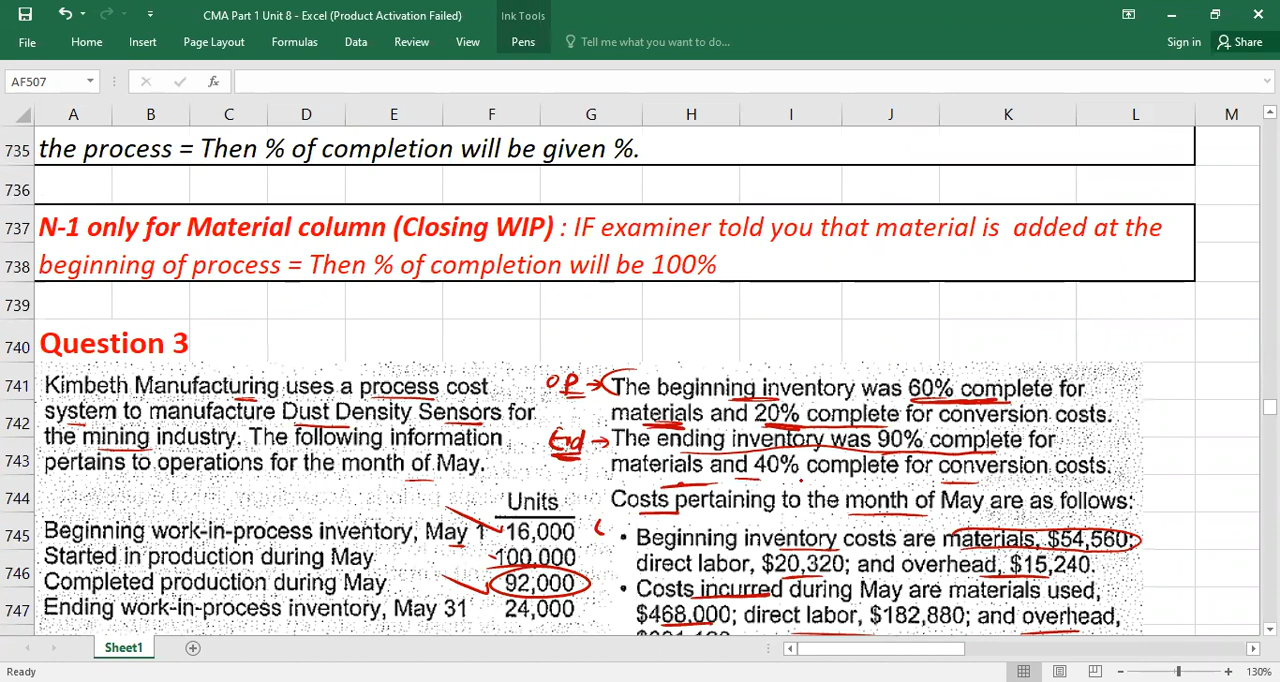 CMA Part 1 Unit 8 - Excel (Product Activation Failed)
Ink Tools
File Home Insert Page Layout Formulas Data Review View Pens Tell me what you want to do... Sign in Share
AF507
fx
A B C D E F G H I J K L M
735 the process = Then % of completion will be given %.
736
737 N-1 only for Material column (Closing WIP) : IF examiner told you that material is added at the
738 beginning of process = Then % of completion will be 100%
739
740 Question 3
741
742
743
744
745
746
747
Kimbeth Manufacturing uses a process cost
system to manufacture Dust Density Sensors for
the mining industry. The following information
pertains to operations for the month of May.
Units
Beginning work-in-process inventory, May 1 16,000
Started in production during May 100,000
Completed production during May 92,000
Ending work-in-process inventory, May 31 24,000
OP
The beginning inventory was 60% complete for
materials and 20% complete for conversion costs.
End
The ending inventory was 90% complete for
materials and 40% complete for conversion costs.
Costs pertaining to the month of May are as follows:
• Beginning inventory costs are materials, $54,560;
direct labor, $20,320; and overhead, $15,240.
• Costs incurred during May are materials used,
$468,000; direct labor, $182,880; and overhead,
Sheet1
Ready
130%